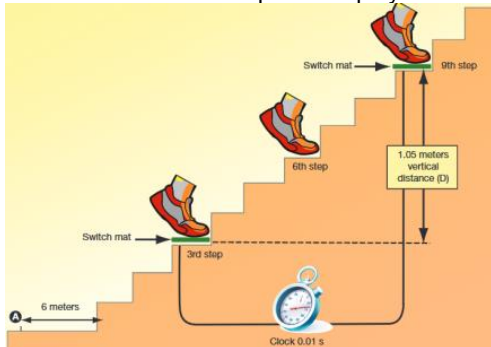 Switch mat
9th step
1.05 meters
vertical
distance (D)
6th step
Switch mat
3rd step
6 meters
A
Clock 0.01 s